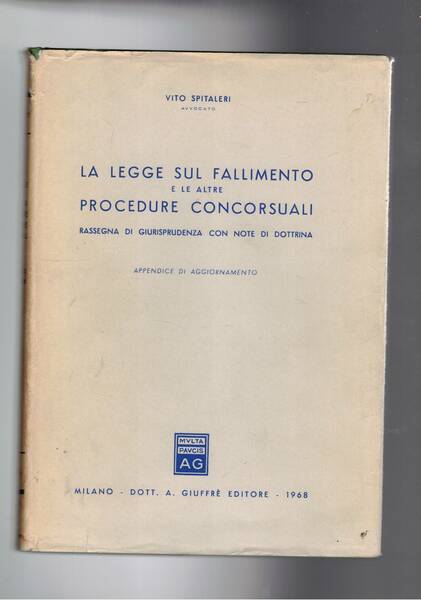 VITO SPITALERI
AVVOCATO
LA LEGGE SUL FALLIMENTO
E LE ALTRE
PROCEDURE CONCORSUALI
RASSEGNA DI GIURISPRUDENZA CON NOTE DI DOTTRINA
APPENDICE DI AGGIORNAMENTO
MVLTA
PAVCIS
AG
MILANO - DOTT. A. GIUFFRÈ EDITORE - 1968